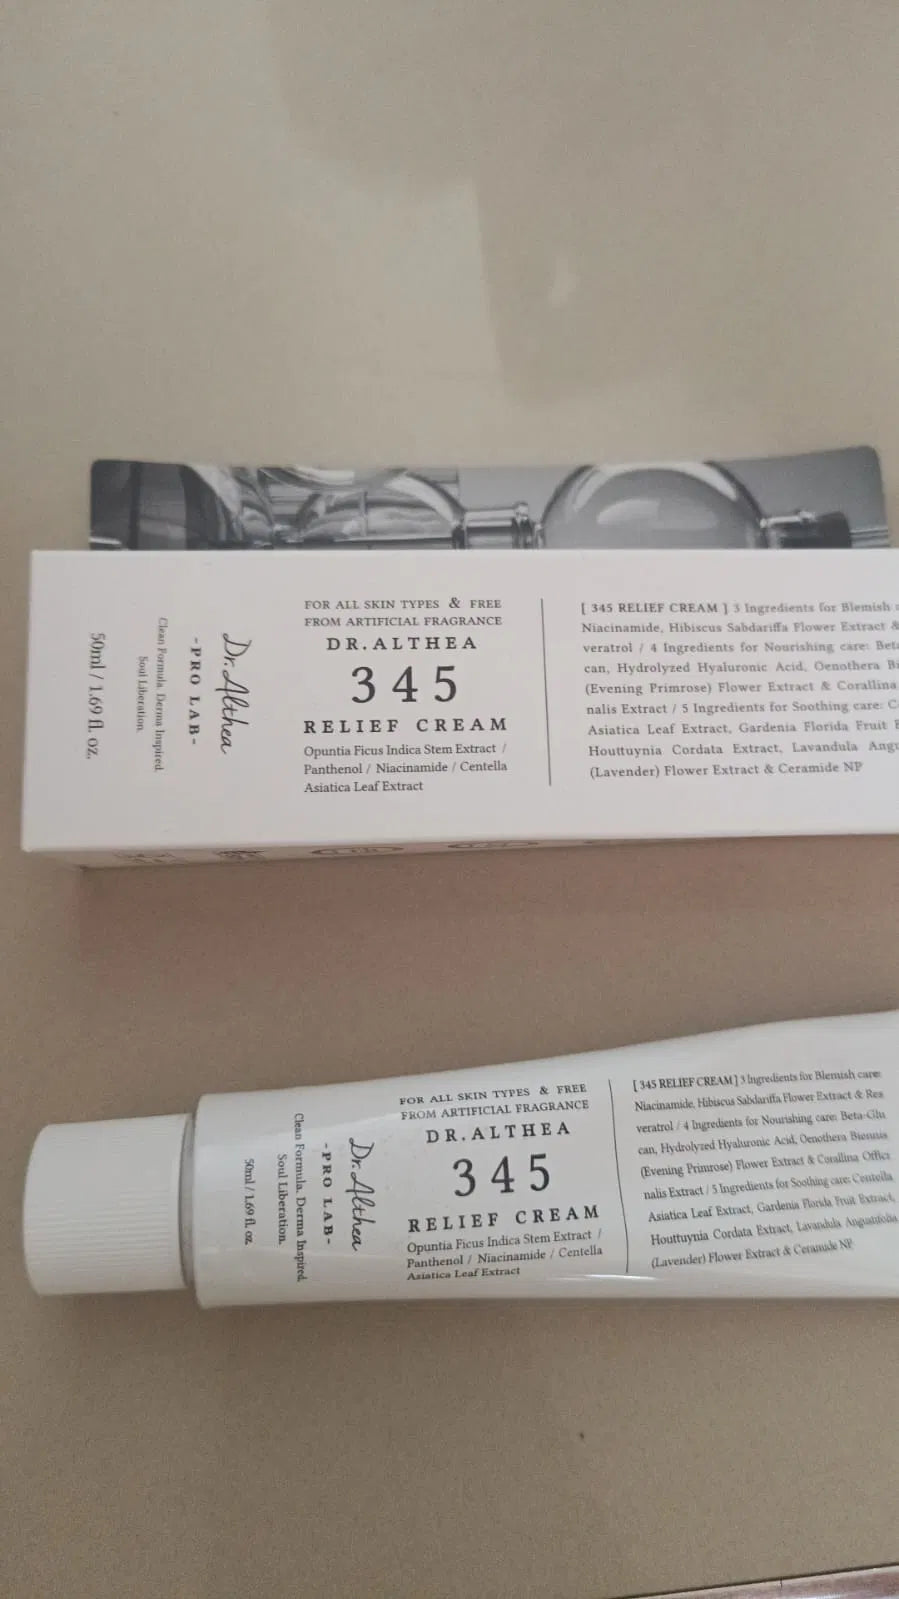 50ml / 1.69 fl. oz.
Clean Formula. Derma Inspired.
Soul Liberation.
-PRO LAB-
Dr.Althea
FOR ALL SKIN TYPES & FREE
FROM ARTIFICIAL FRAGRANCE
DR.ALTHEA
345
RELIEF CREAM
Opuntia Ficus Indica Stem Extract /
Panthenol / Niacinamide / Centella
Asiatica Leaf Extract
[ 345 RELIEF CREAM ] 3 Ingredients for Blemish
Niacinamide, Hibiscus Sabdariffa Flower Extract &
veratrol / 4 Ingredients for Nourishing care: Beta
can, Hydrolyzed Hyaluronic Acid, Oenothera Bi
(Evening Primrose) Flower Extract & Corallina
nalis Extract / 5 Ingredients for Soothing care: C
Asiatica Leaf Extract, Gardenia Florida Fruit E
Houttuynia Cordata Extract, Lavandula Angu
(Lavender) Flower Extract & Ceramide NP
50ml / 1.69 fl. oz.
Clean Formula. Derma Inspired.
Soul Liberation.
-PRO LAB-
Dr.Althea
FOR ALL SKIN TYPES & FREE
FROM ARTIFICIAL FRAGRANCE
DR.ALTHEA
345
RELIEF CREAM
Opuntia Ficus Indica Stem Extract /
Panthenol / Niacinamide / Centella
Asiatica Leaf Extract
[ 345 RELIEF CREAM ] 3 Ingredients for Blemish care:
Niacinamide, Hibiscus Sabdariffa Flower Extract & Res
veratrol / 4 Ingredients for Nourishing care: Beta-Glu
can, Hydrolyzed Hyaluronic Acid, Oenothera Biennis
(Evening Primrose) Flower Extract & Corallina Offici
nalis Extract / 5 Ingredients for Soothing care: Centella
Asiatica Leaf Extract, Gardenia Florida Fruit Extract,
Houttuynia Cordata Extract, Lavandula Angustifolia
(Lavender) Flower Extract & Ceramide NP